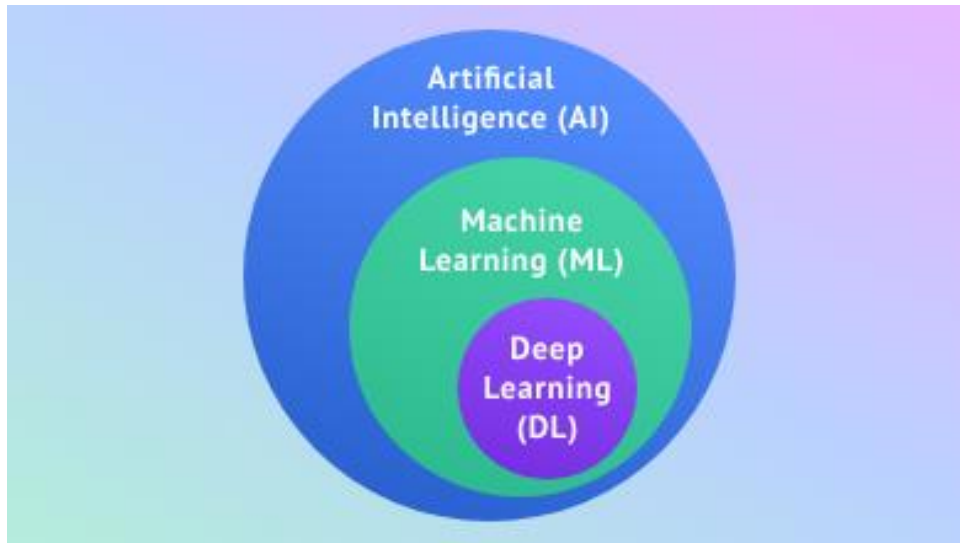 Artificial
Intelligence (AI)
Machine
Learning (ML)
Deep
Learning
(DL)